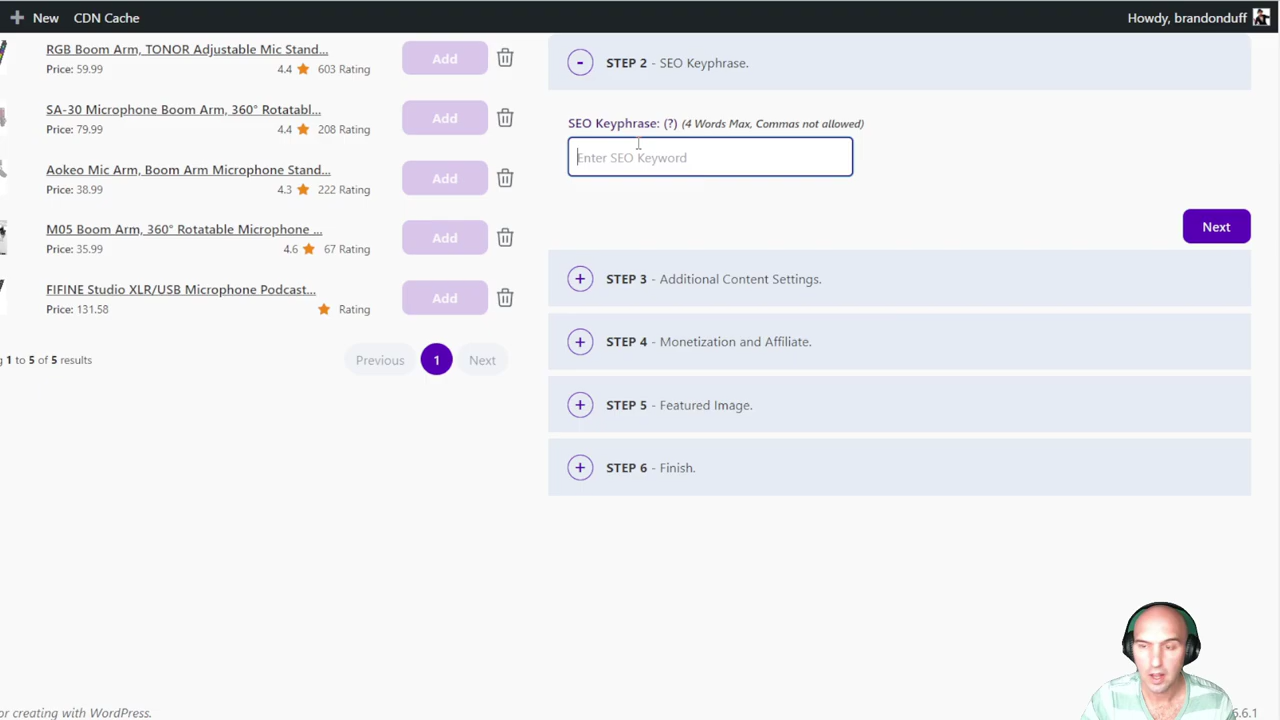 New CDN Cache Howdy, brandonduff
RGB Boom Arm, TONOR Adjustable Mic Stand...
Price: 59.99 4.4 603 Rating
Add
SA-30 Microphone Boom Arm, 360° Rotatabl...
Price: 79.99 4.4 208 Rating
Add
Aokeo Mic Arm, Boom Arm Microphone Stand...
Price: 38.99 4.3 222 Rating
Add
M05 Boom Arm, 360° Rotatable Microphone ...
Price: 35.99 4.6 67 Rating
Add
FIFINE Studio XLR/USB Microphone Podcast...
Price: 131.58 Rating
Add
g 1 to 5 of 5 results
Previous 1 Next
- STEP 2 - SEO Keyphrase.
SEO Keyphrase: (?) (4 Words Max, Commas not allowed)
Enter SEO Keyword
Next
+ STEP 3 - Additional Content Settings.
+ STEP 4 - Monetization and Affiliate.
+ STEP 5 - Featured Image.
+ STEP 6 - Finish.
or creating with WordPress.
6.6.1